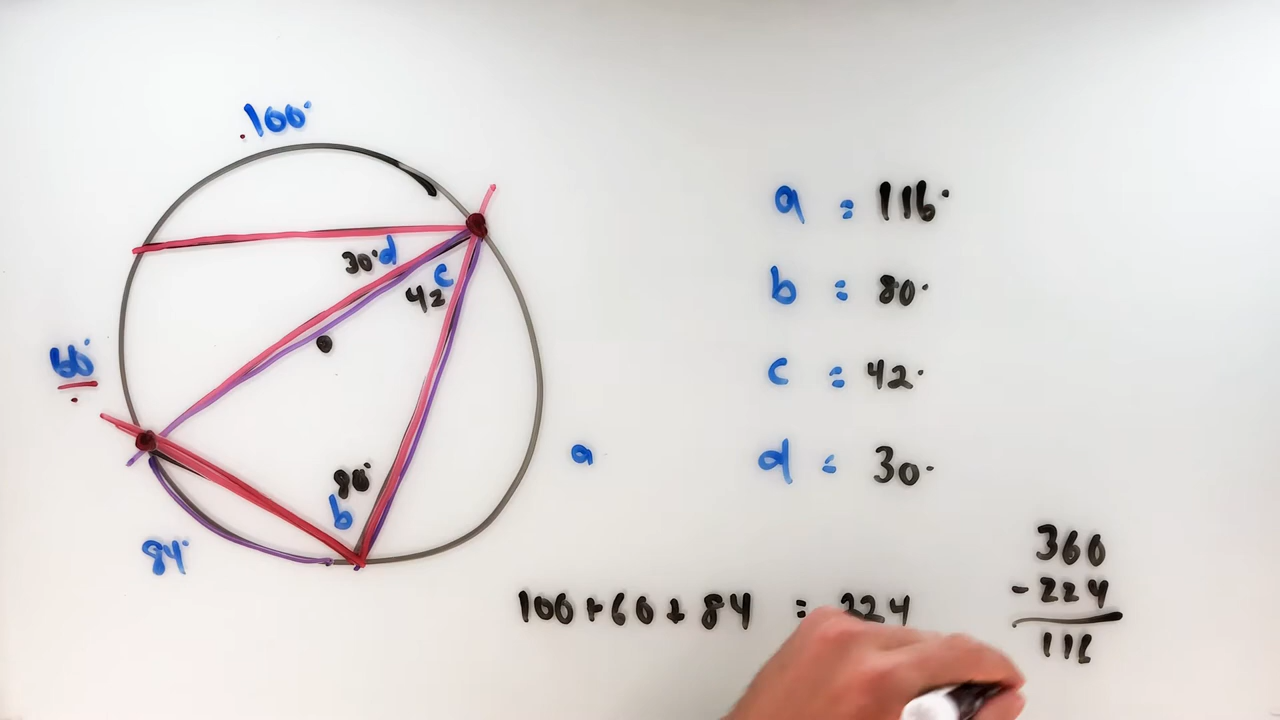 100°
a = 116°
30° d
c
42
b = 80°
60°
c = 42°
80°
b
a
d = 30°
84°
360
100+60+84 = 224
-224
116